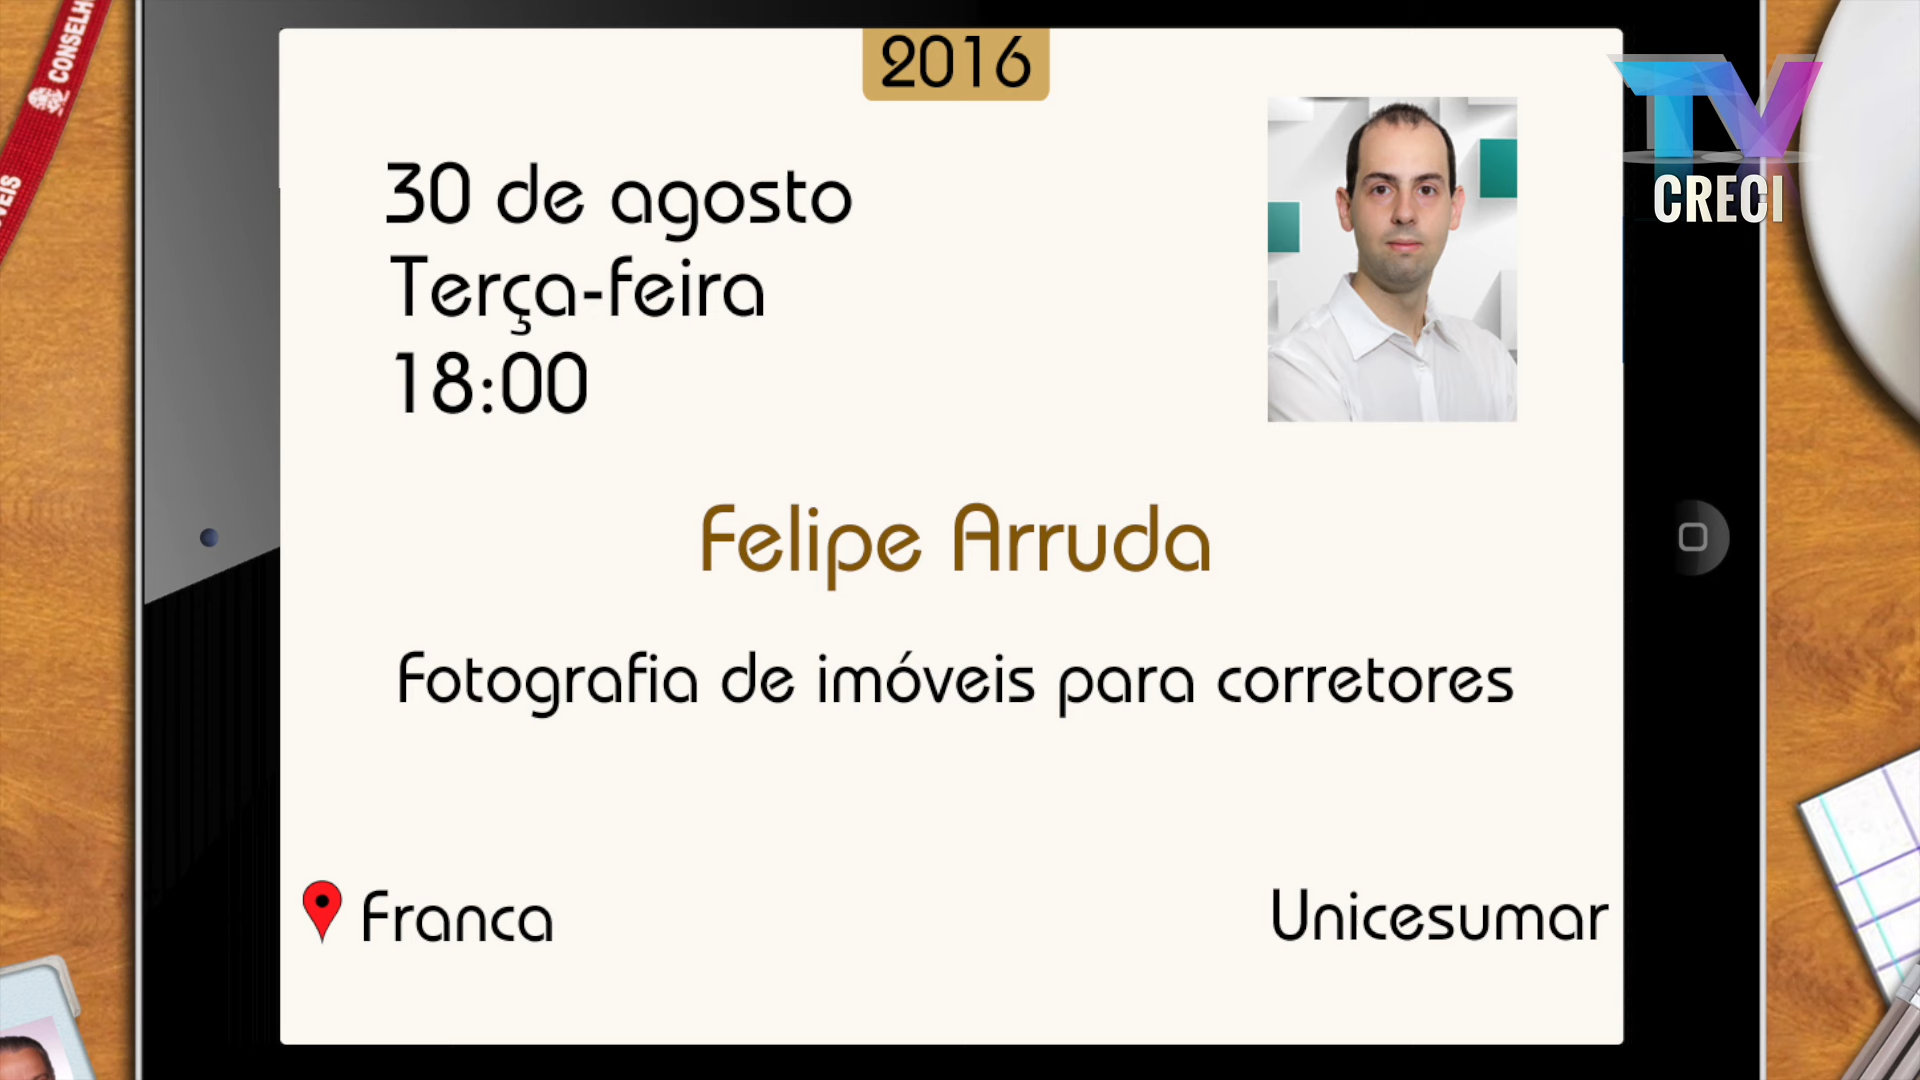 CONSELH
VEIS
2016
TV
CRECI
30 de agosto
Terça-feira
18:00
Felipe Arruda
Fotografia de imóveis para corretores
Franca
Unicesumar